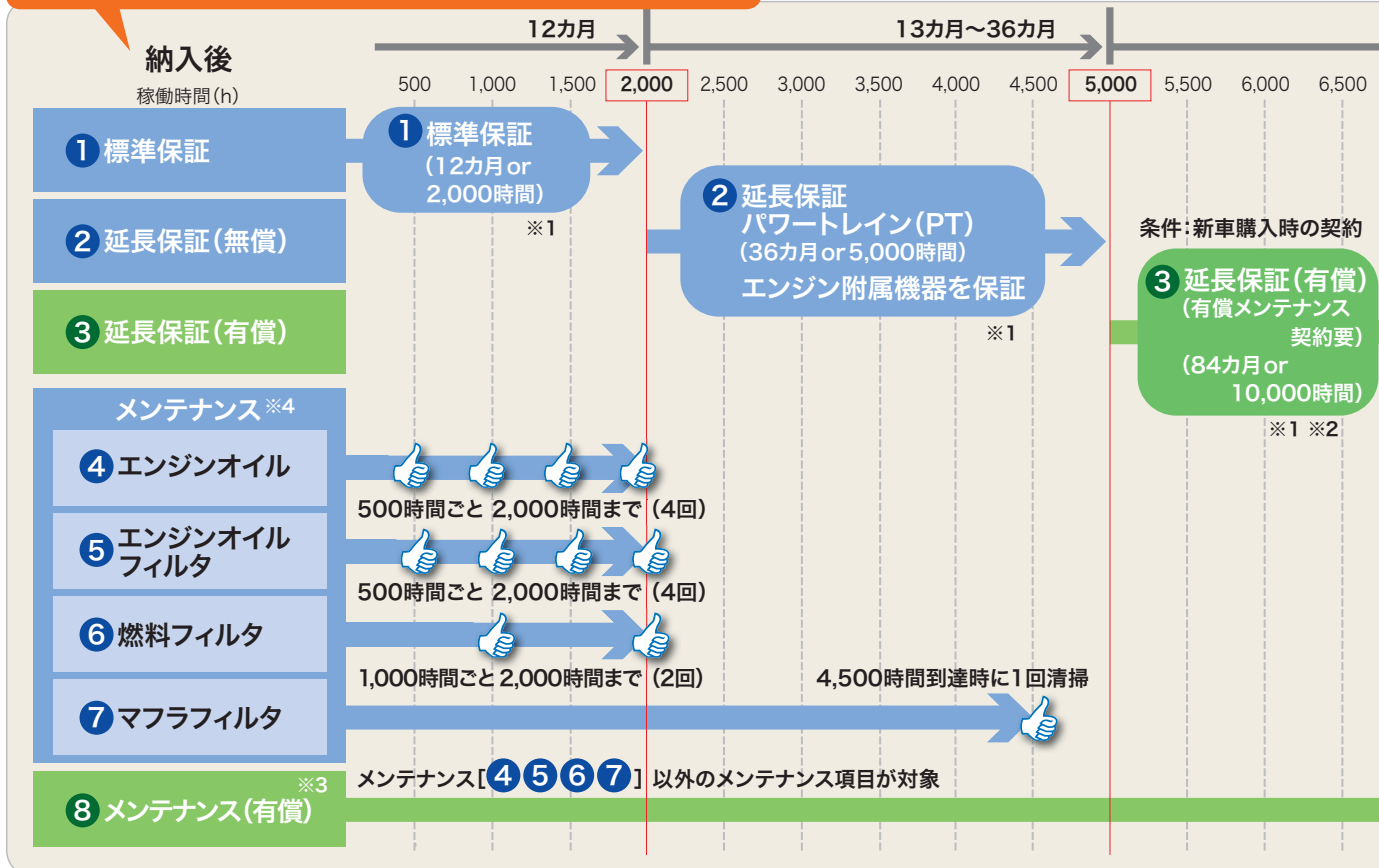 12カ月
13カ月～36カ月
納入後
稼働時間(h)
500 1,000 1,500 2,000 2,500 3,000 3,500 4,000 4,500 5,000 5,500 6,000 6,500
① 標準保証
① 標準保証
(12カ月or
2,000時間)
※1
② 延長保証(無償)
② 延長保証
パワートレイン(PT)
(36カ月or5,000時間)
エンジン附属機器を保証
※1
条件:新車購入時の契約
③ 延長保証(有償)
③ 延長保証(有償)
(有償メンテナンス
契約要)
(84カ月or
10,000時間)
※1 ※2
メンテナンス※4
④ エンジンオイル
500時間ごと 2,000時間まで (4回)
⑤ エンジンオイル
フィルタ
500時間ごと 2,000時間まで (4回)
⑥ 燃料フィルタ
1,000時間ごと 2,000時間まで (2回)
⑦ マフラフィルタ
4,500時間到達時に1回清掃
※3
⑧ メンテナンス(有償)
メンテナンス[④⑤⑥⑦] 以外のメンテナンス項目が対象